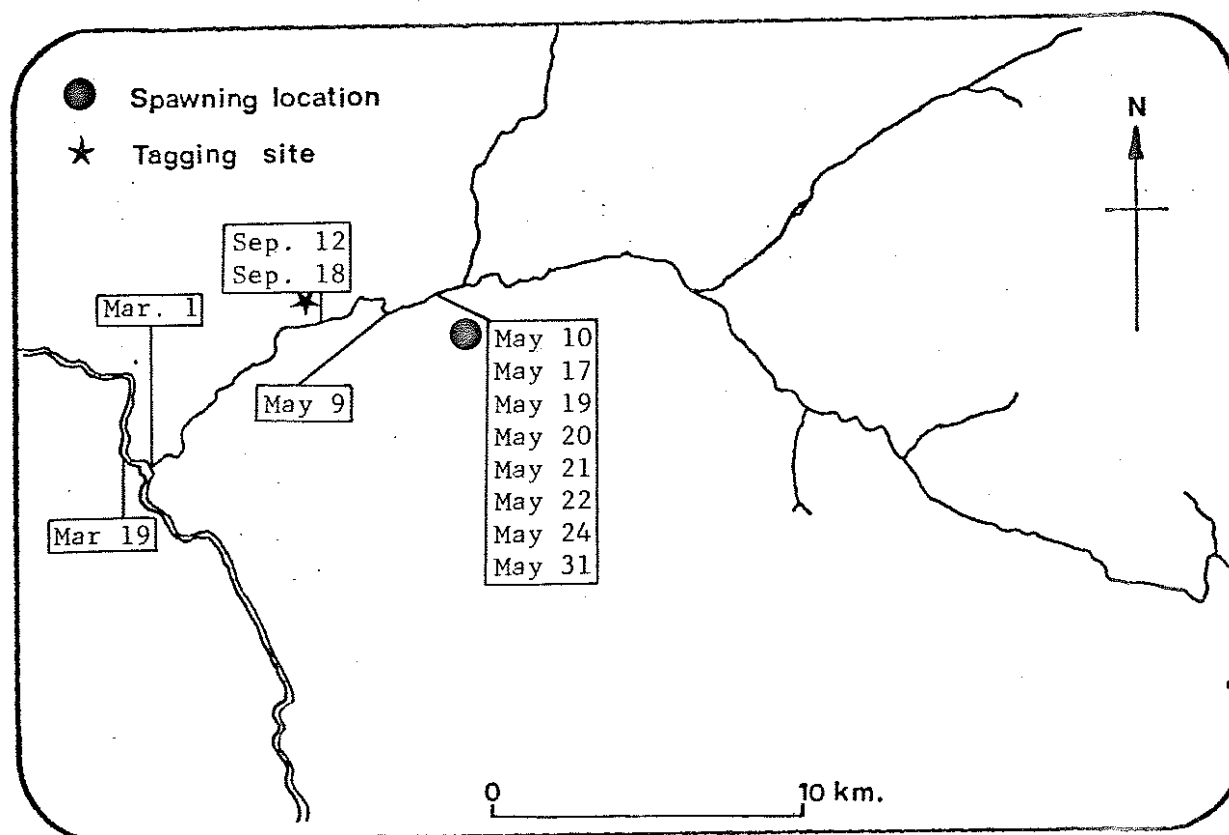 Spawning location
Tagging site
N
Sep. 12
Sep. 18
Mar. 1
May 9
May 10
May 17
May 19
May 20
May 21
May 22
May 24
May 31
Mar 19
0 10 km.